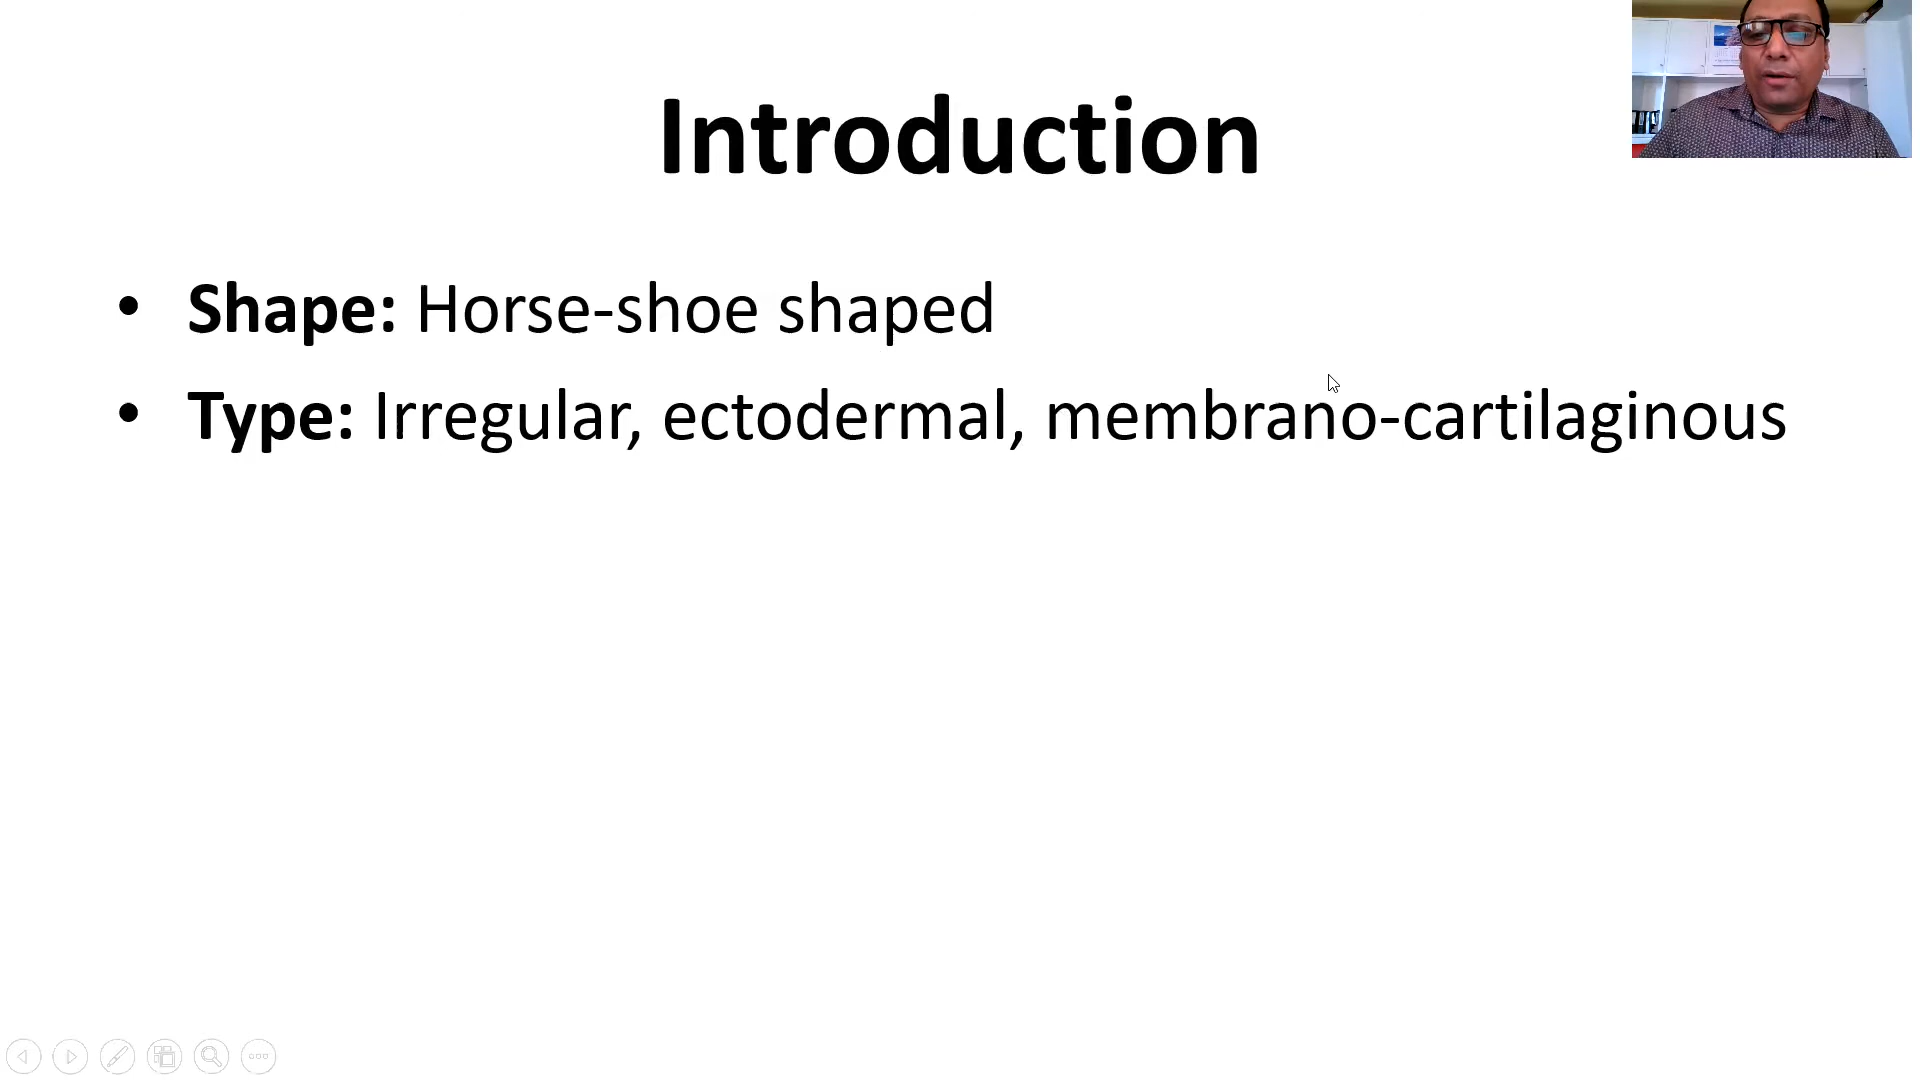 Introduction
• Shape: Horse-shoe shaped
• Type: Irregular, ectodermal, membrano-cartilaginous